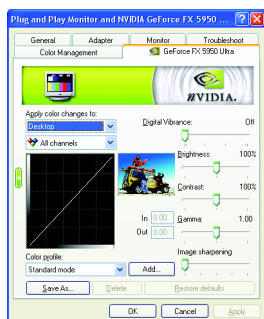 Plug and Play Monitor and NVIDIA GeForce FX 5950 ...
General
Adapter
Monitor
Troubleshoot
Color Management
GeForce FX 5950 Ultra
NVIDIA.
Apply color changes to:
Desktop
All channels
Digital Vibrance: Off
Brightness: 100%
Contrast: 100%
In 0.00
Gamma: 1.00
Out 0.00
Image sharpening
Color profile:
Standard mode
Add...
Save As...
Delete
Restore defaults
OK
Cancel
Apply